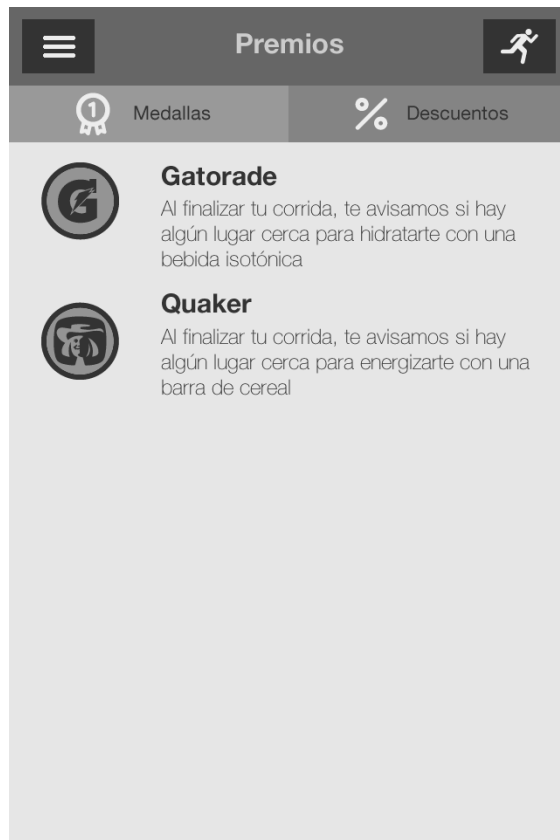 Premios
1 Medallas
% Descuentos
G
Gatorade
Al finalizar tu corrida, te avisamos si hay
algún lugar cerca para hidratarte con una
bebida isotónica
Quaker
Al finalizar tu corrida, te avisamos si hay
algún lugar cerca para energizarte con una
barra de cereal